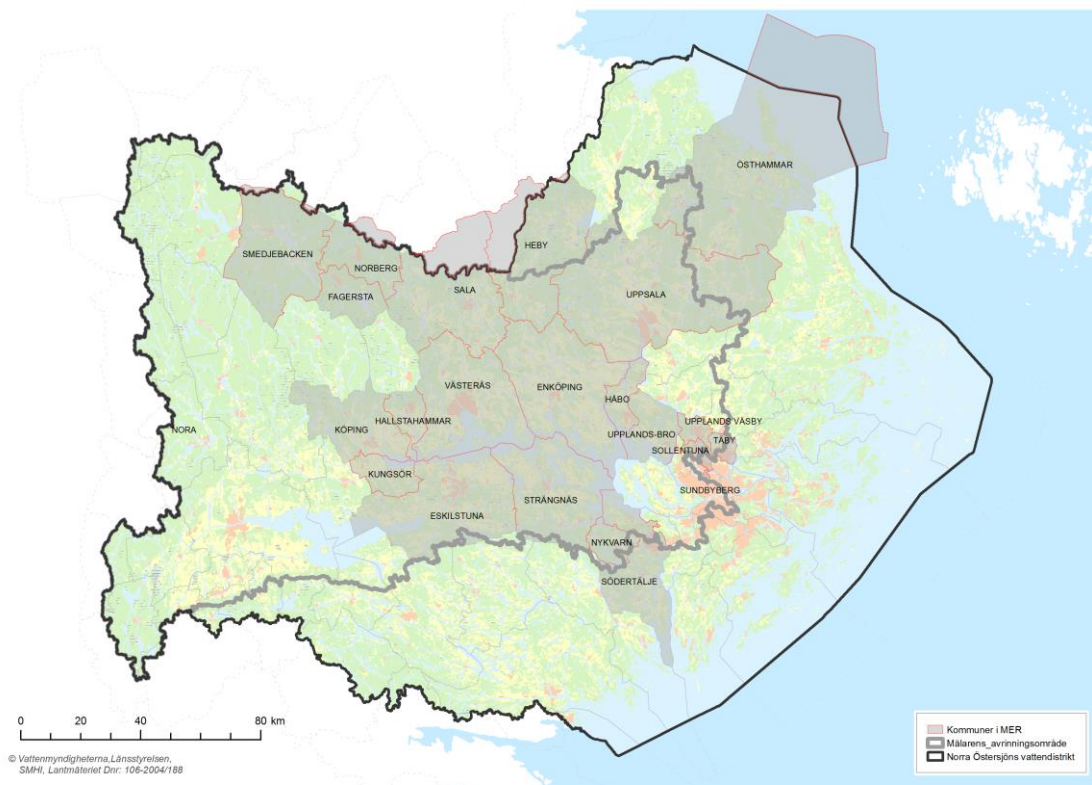 ÖSTHAMMAR
HEBY
SMEDJEBACKEN
NORBERG
SALA
FAGERSTA
UPPSALA
VÄSTERÅS
ENKÖPING
HÅBO
HALLSTAHAMMAR
UPPLANDS VÄSBY
NORA
KÖPING
UPPLANDS-BRO
TÄBY
SOLLENTUNA
KUNGSÖR
SUNDBYBERG
STRÄNGNÄS
ESKILSTUNA
NYKVARN
SÖDERTÄLJE
0 20 40 80 km
© Vattenmyndigheterna,Länsstyrelsen,
SMHI, Lantmäteriet Dnr: 106-2004/188
Kommuner i MER
Mälarens_avrinningsområde
Norra Östersjöns vattendistrikt